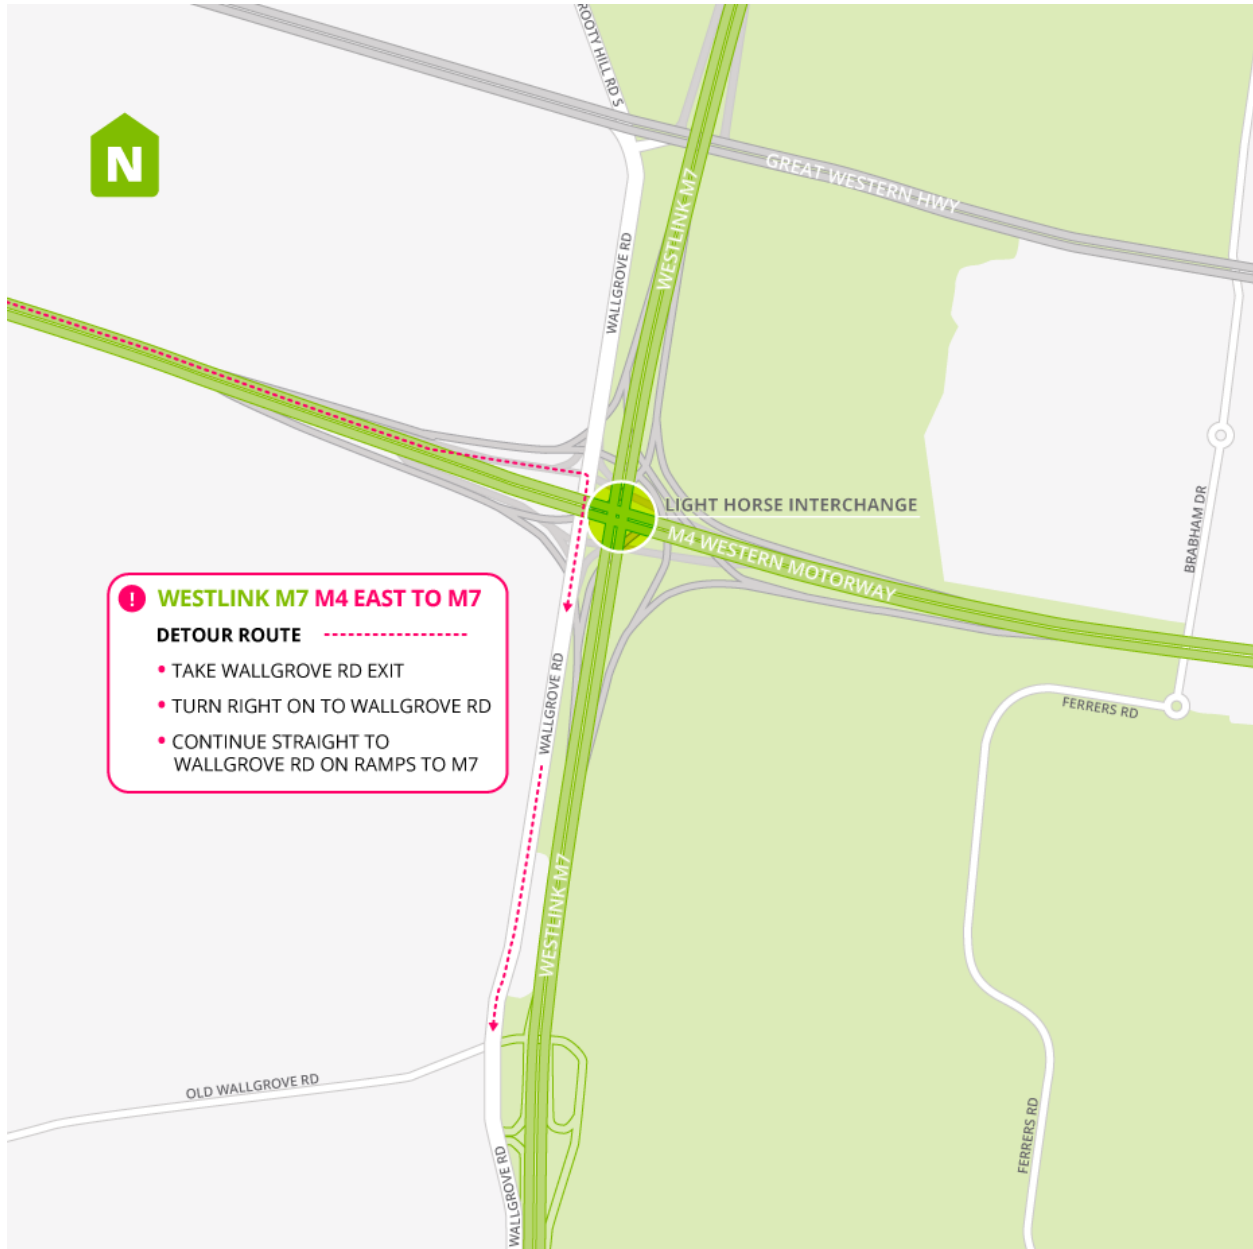 ROOTY HILL RD S
N
GREAT WESTERN HWY
WESTLINK M7
WALLGROVE RD
LIGHT HORSE INTERCHANGE
M4 WESTERN MOTORWAY
BRABHAM DR
! WESTLINK M7 M4 EAST TO M7
DETOUR ROUTE
• TAKE WALLGROVE RD EXIT
• TURN RIGHT ON TO WALLGROVE RD
• CONTINUE STRAIGHT TO
WALLGROVE RD ON RAMPS TO M7
WALLGROVE RD
FERRERS RD
WESTLINK M7
OLD WALLGROVE RD
FERRERS RD
WALLGROVE RD